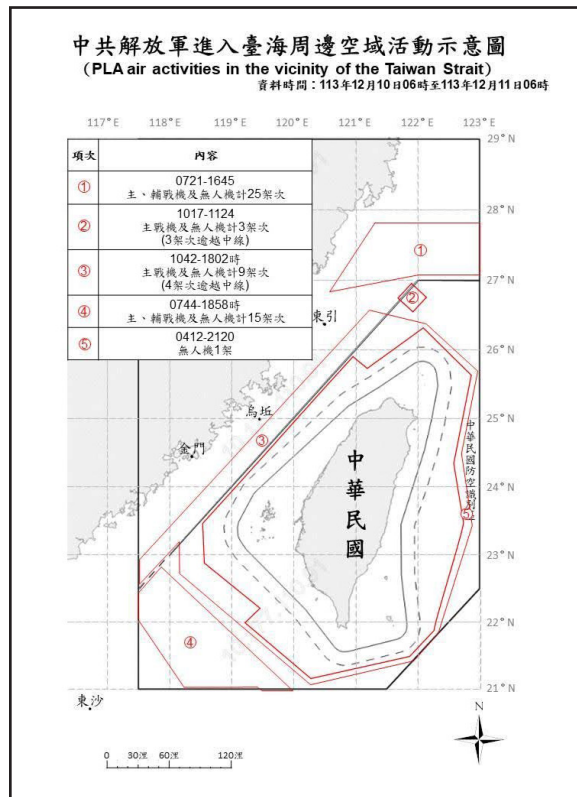 中共解放軍進入臺海周邊空域活動示意圖
(PLA air activities in the vicinity of the Taiwan Strait)
資料時間：113年12月10日06時至113年12月11日06時
117° E 118° E 119° E 120° E 121° E 122° E 123° E
29° N
項次 內容
① 0721-1645
主、輔戰機及無人機計25架次
② 1017-1124
主戰機及無人機計3架次
(3架次逾越中線)
③ 1042-1802時
主戰機及無人機計9架次
(4架次逾越中線)
④ 0744-1858時
主、輔戰機及無人機計15架次
⑤ 0412-2120
無人機1架
28° N
①
27° N
②
東引
26° N
烏坵
25° N
③
金門
中華民國
中華民國防空識別區
24° N
⑤
23° N
22° N
④
21° N
東沙
N
0 30浬 60浬 120浬